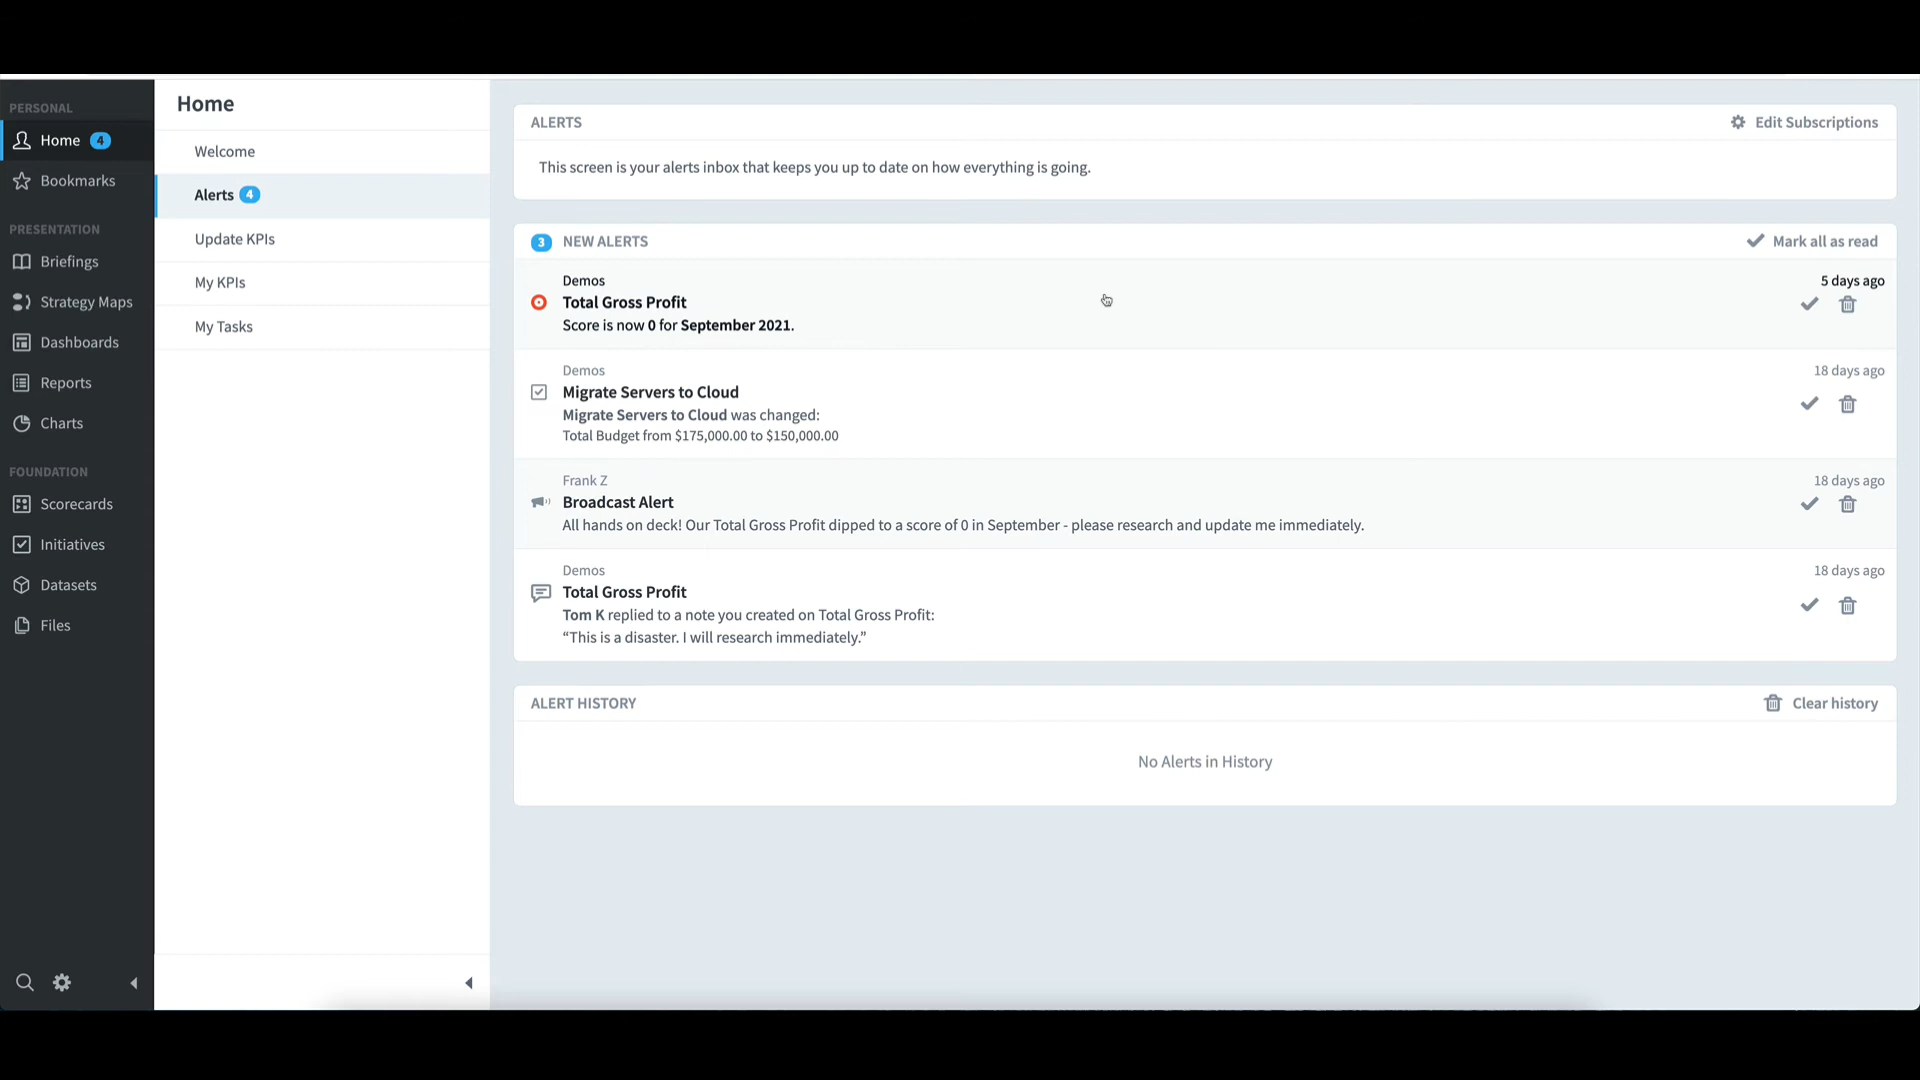 PERSONAL
Home 4
Bookmarks
PRESENTATION
Briefings
Strategy Maps
Dashboards
Reports
Charts
FOUNDATION
Scorecards
Initiatives
Datasets
Files
Home
Welcome
Alerts 4
Update KPIs
My KPIs
My Tasks
ALERTS
Edit Subscriptions
This screen is your alerts inbox that keeps you up to date on how everything is going.
3 NEW ALERTS
Mark all as read
Demos
5 days ago
Total Gross Profit
Score is now 0 for September 2021.
Demos
18 days ago
Migrate Servers to Cloud
Migrate Servers to Cloud was changed:
Total Budget from $175,000.00 to $150,000.00
Frank Z
18 days ago
Broadcast Alert
All hands on deck! Our Total Gross Profit dipped to a score of 0 in September - please research and update me immediately.
Demos
18 days ago
Total Gross Profit
Tom K replied to a note you created on Total Gross Profit:
“This is a disaster. I will research immediately.”
ALERT HISTORY
Clear history
No Alerts in History